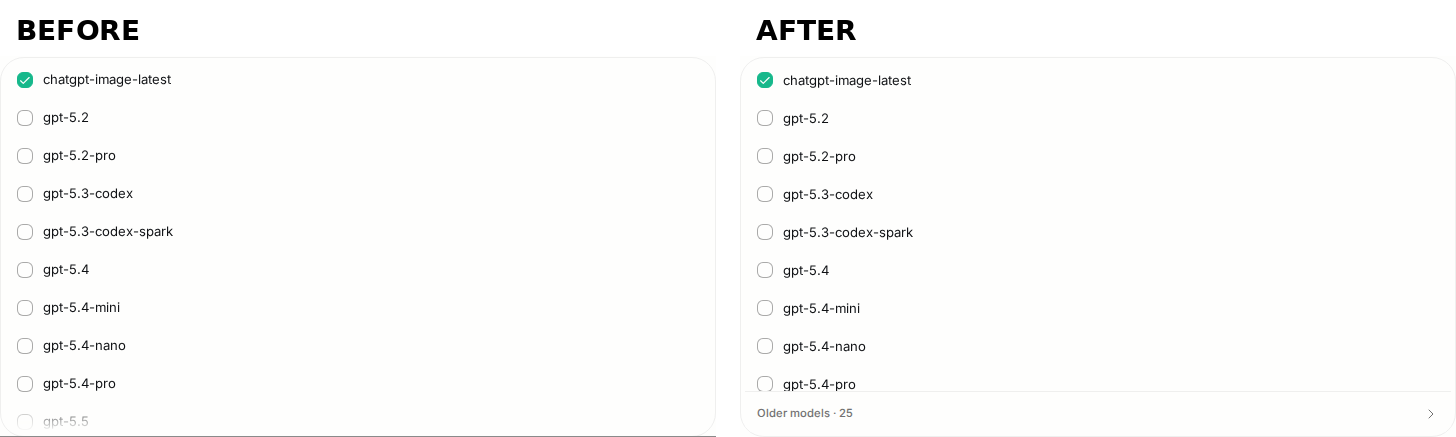 BEFORE
chatgpt-image-latest
gpt-5.2
gpt-5.2-pro
gpt-5.3-codex
gpt-5.3-codex-spark
gpt-5.4
gpt-5.4-mini
gpt-5.4-nano
gpt-5.4-pro
gpt-5.5
AFTER
chatgpt-image-latest
gpt-5.2
gpt-5.2-pro
gpt-5.3-codex
gpt-5.3-codex-spark
gpt-5.4
gpt-5.4-mini
gpt-5.4-nano
gpt-5.4-pro
Older models · 25